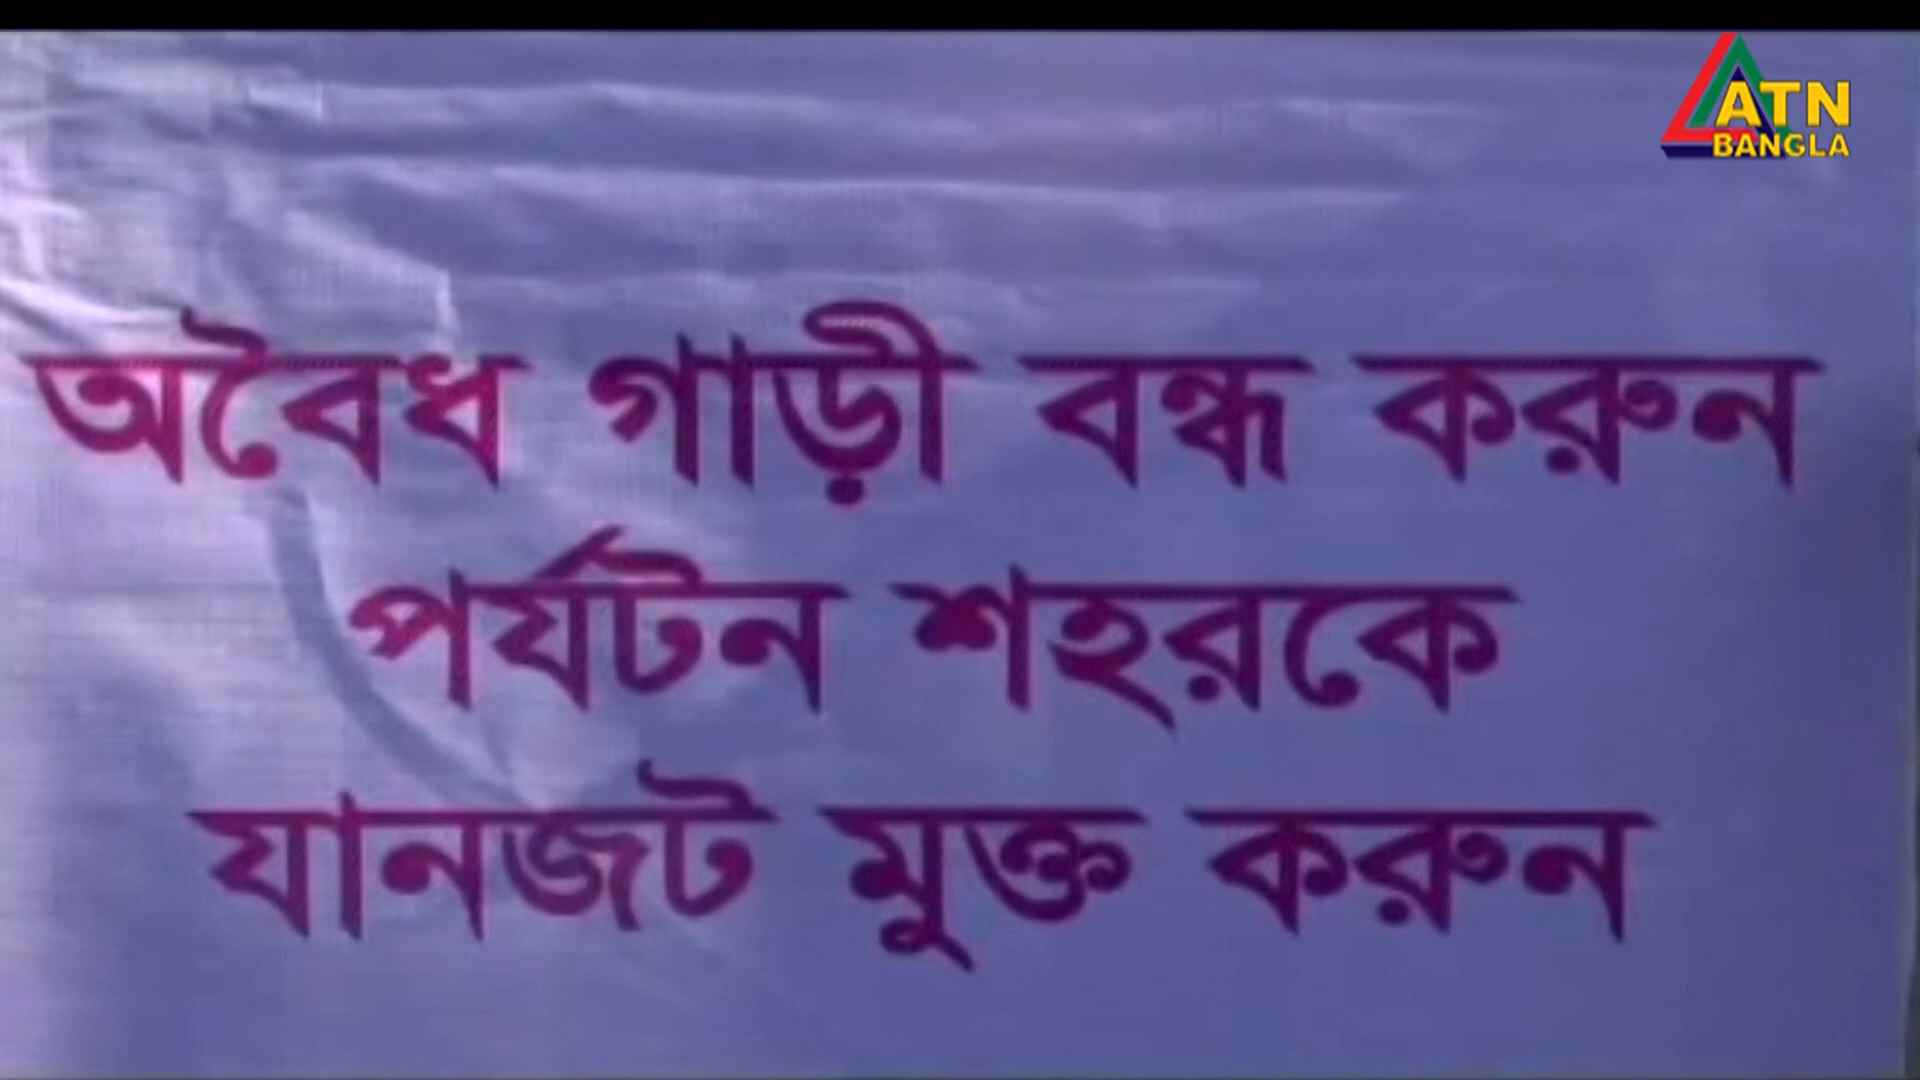 ATN
BANGLA
অবৈধ গাড়ী বন্ধ করুন
পর্যটন শহরকে
যানজট মুক্ত করুন